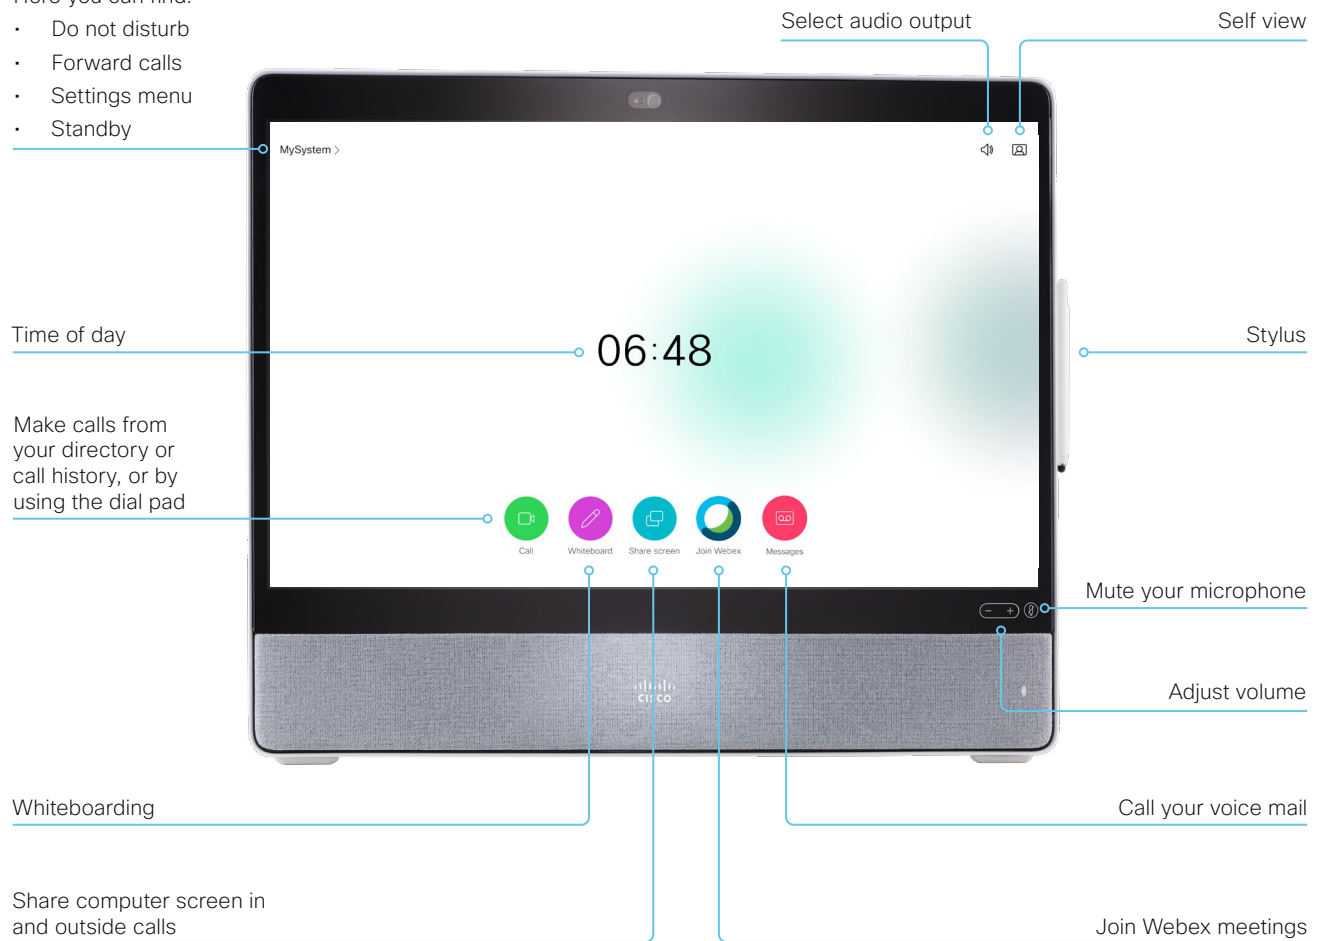 Here you can find:
· Do not disturb
· Forward calls
· Settings menu
· Standby
Select audio output
Self view
MySystem >
Time of day
06:48
Stylus
Make calls from
your directory or
call history, or by
using the dial pad
Call
Whiteboard
Share screen
Join Webex
Messages
Mute your microphone
CISCO
Adjust volume
Whiteboarding
Call your voice mail
Share computer screen in
and outside calls
Join Webex meetings